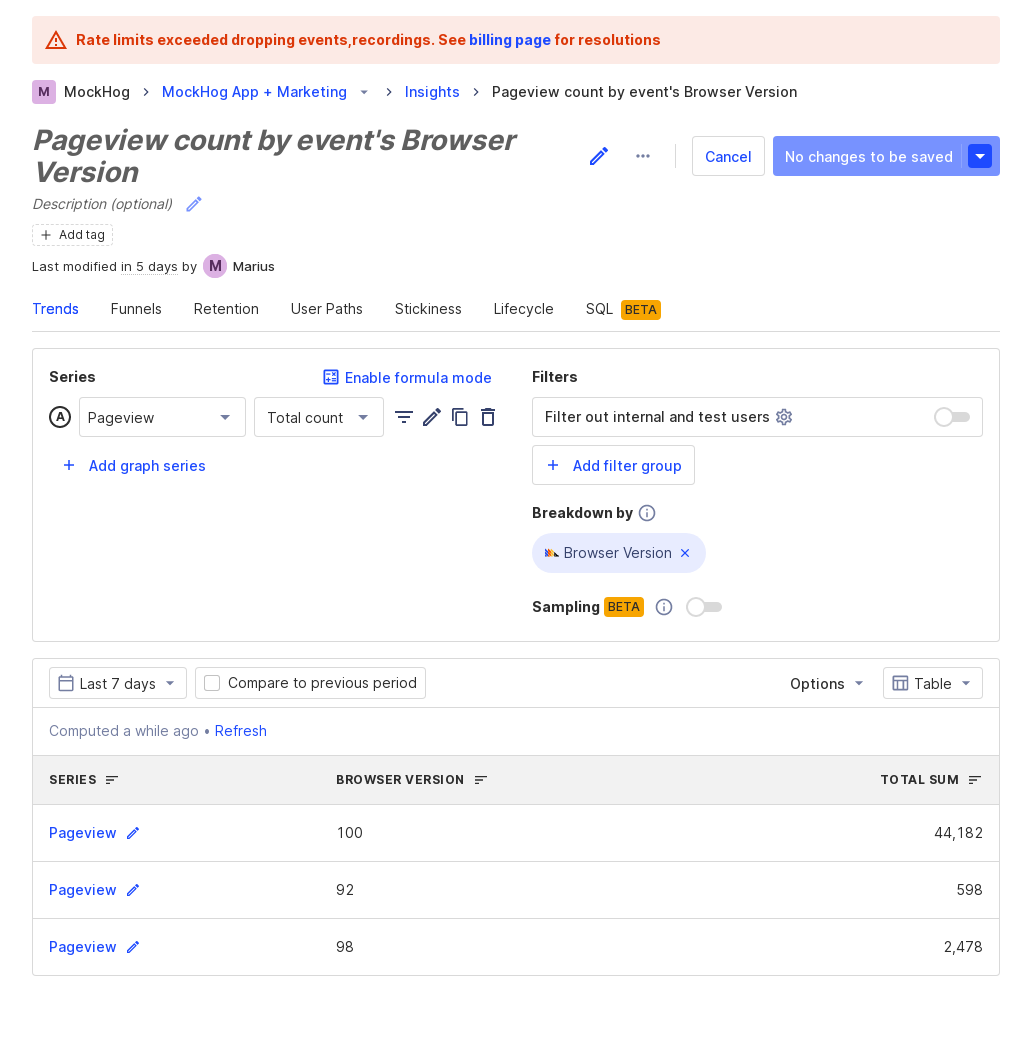 Rate limits exceeded dropping events,recordings. See billing page for resolutions
M MockHog MockHog App + Marketing Insights Pageview count by event's Browser Version
Pageview count by event's Browser
Version
Cancel No changes to be saved
Description (optional)
Add tag
Last modified in 5 days by M Marius
Trends Funnels Retention User Paths Stickiness Lifecycle SQL BETA
Series Enable formula mode
A Pageview Total count
Add graph series
Filters
Filter out internal and test users
Add filter group
Breakdown by
Browser Version
Sampling BETA
Last 7 days Compare to previous period Options Table
Computed a while ago • Refresh
SERIES BROWSER VERSION TOTAL SUM
Pageview 100 44,182
Pageview 92 598
Pageview 98 2,478